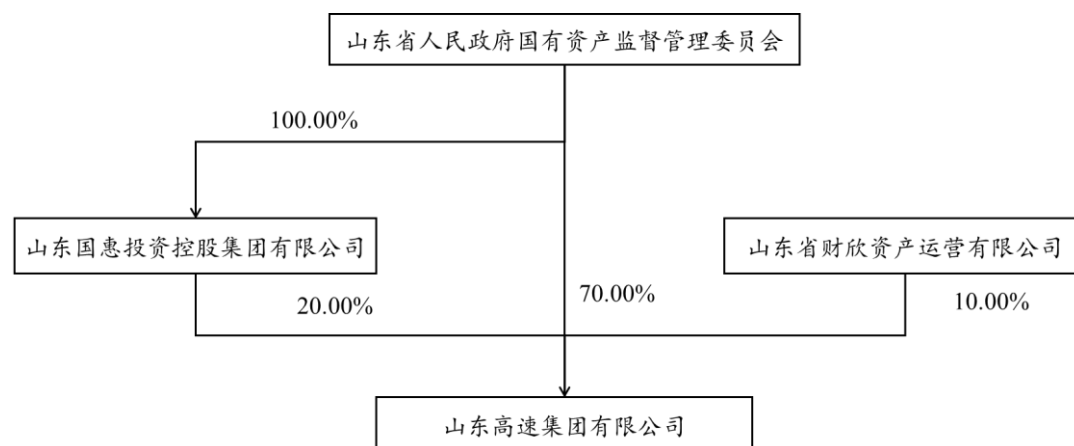 山东省人民政府国有资产监督管理委员会
100.00%
山东国惠投资控股集团有限公司
山东省财欣资产运营有限公司
20.00%
70.00%
10.00%
山东高速集团有限公司